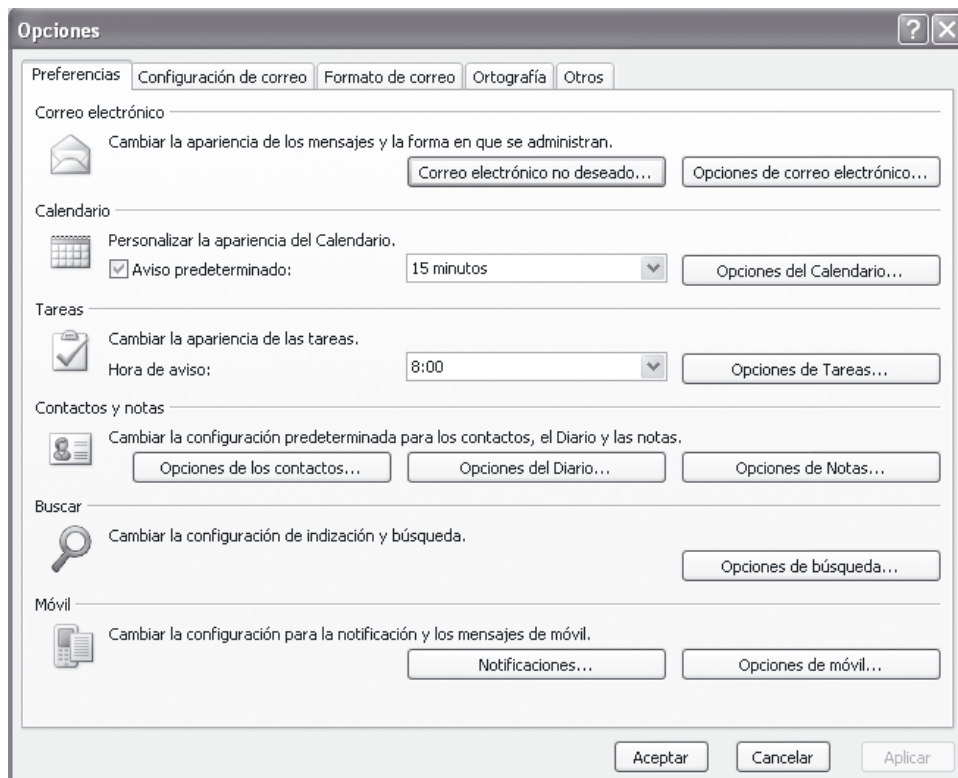 Opciones
Preferencias Configuración de correo Formato de correo Ortografía Otros
Correo electrónico
Cambiar la apariencia de los mensajes y la forma en que se administran.
Correo electrónico no deseado... Opciones de correo electrónico...
Calendario
Personalizar la apariencia del Calendario.
Aviso predeterminado: 15 minutos Opciones del Calendario...
Tareas
Cambiar la apariencia de las tareas.
Hora de aviso: 8:00 Opciones de Tareas...
Contactos y notas
Cambiar la configuración predeterminada para los contactos, el Diario y las notas.
Opciones de los contactos... Opciones del Diario... Opciones de Notas...
Buscar
Cambiar la configuración de indización y búsqueda.
Opciones de búsqueda...
Móvil
Cambiar la configuración para la notificación y los mensajes de móvil.
Notificaciones... Opciones de móvil...
Aceptar Cancelar Aplicar